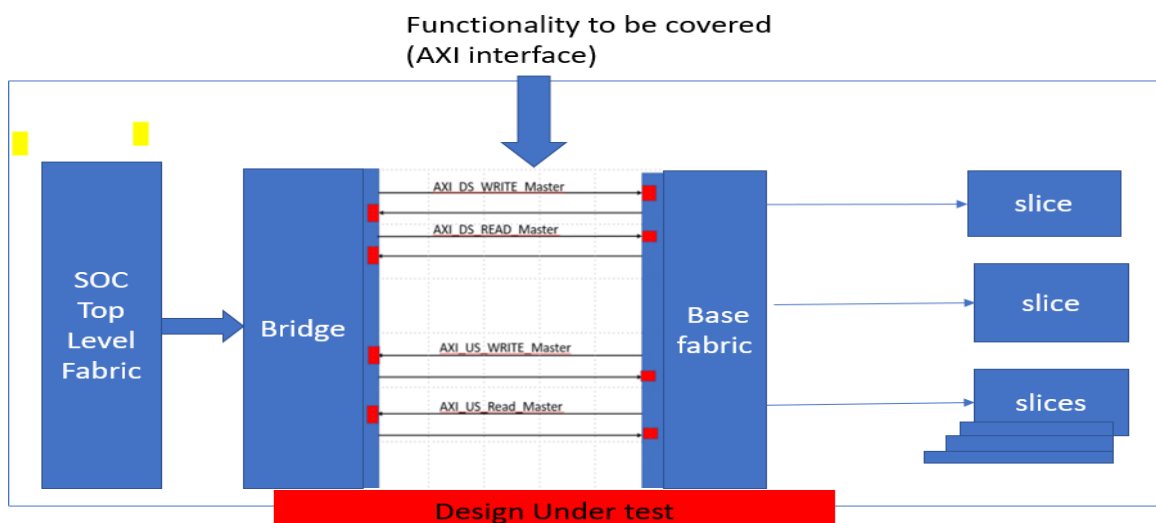 Functionality to be covered
(AXI interface)
AXI_DS_WRITE_Master
AXI_DS_READ_Master
AXI_US_WRITE_Master
AXI_US_Read_Master
SOC
Top
Level
Fabric
Bridge
Base
fabric
slice
slice
slices
Design Under test